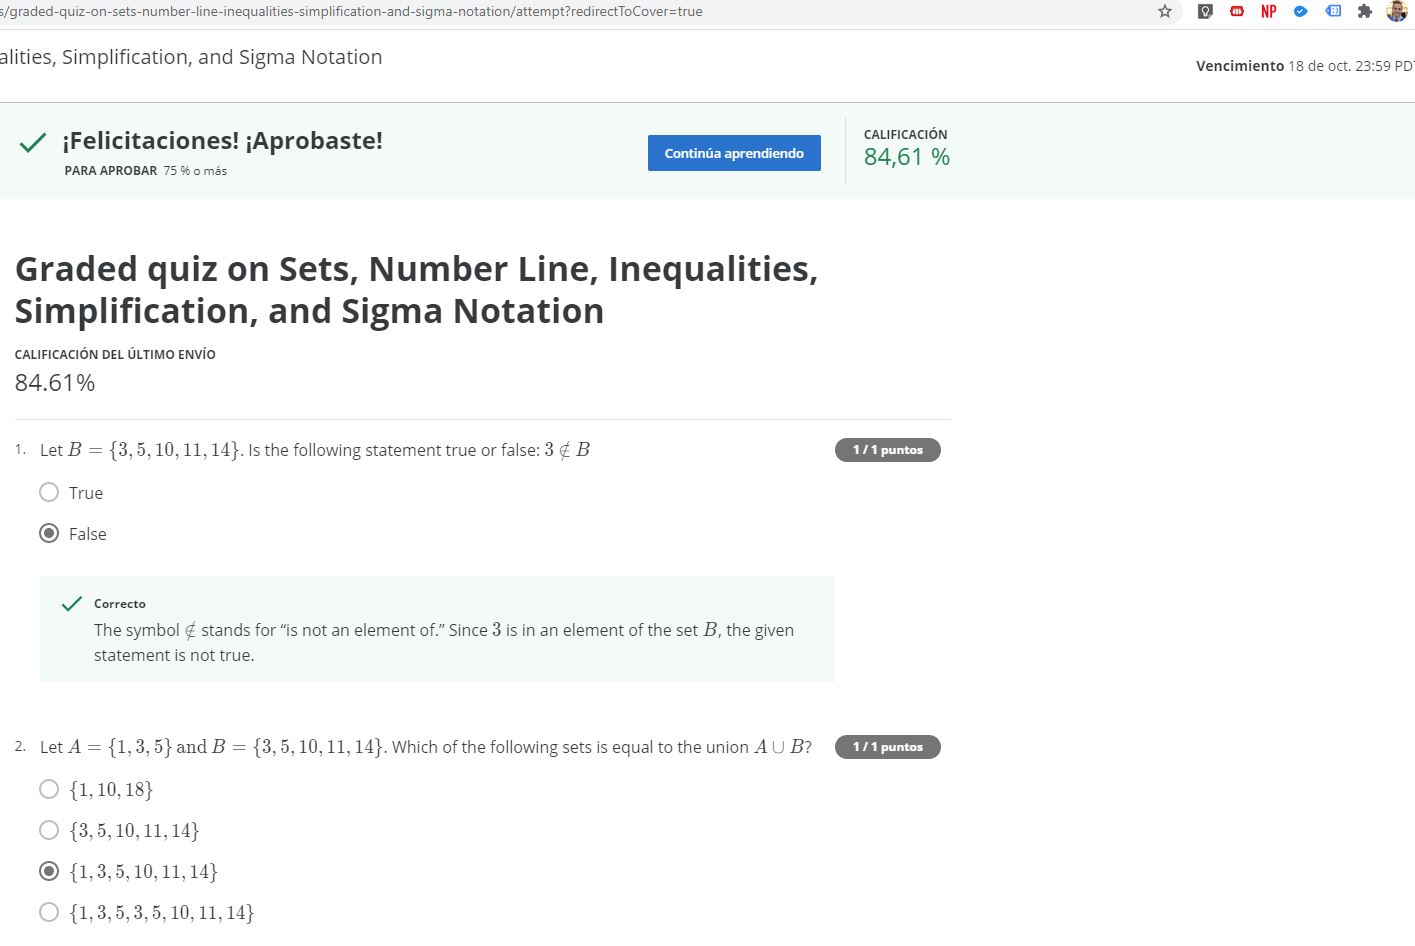 s/graded-quiz-on-sets-number-line-inequalities-simplification-and-sigma-notation/attempt?redirectToCover=true
NP
alities, Simplification, and Sigma Notation
Vencimiento 18 de oct. 23:59 PDT
¡Felicitaciones! ¡Aprobaste!
PARA APROBAR 75 % o más
Continúa aprendiendo
CALIFICACIÓN
84,61 %
Graded quiz on Sets, Number Line, Inequalities,
Simplification, and Sigma Notation
CALIFICACIÓN DEL ÚLTIMO ENVÍO
84.61%
1. Let B = {3, 5, 10, 11, 14}. Is the following statement true or false: 3 ∉ B
1 / 1 puntos
True
False
Correcto
The symbol ∉ stands for “is not an element of.” Since 3 is in an element of the set B, the given
statement is not true.
2. Let A = {1, 3, 5} and B = {3, 5, 10, 11, 14}. Which of the following sets is equal to the union A ∪ B?
1 / 1 puntos
{1, 10, 18}
{3, 5, 10, 11, 14}
{1, 3, 5, 10, 11, 14}
{1, 3, 5, 3, 5, 10, 11, 14}